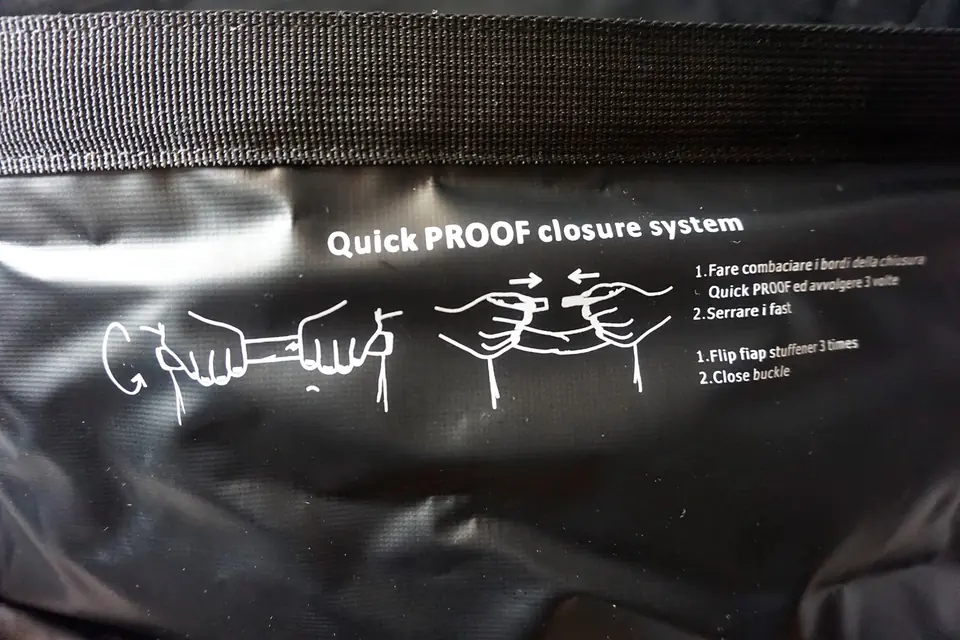 Quick PROOF closure system
1.Fare combaciare i bordi della chiusura
Quick PROOF ed avvolgere 3 volte
2.Serrare i fast
1.Flip fiap stuffener 3 times
2.Close buckle